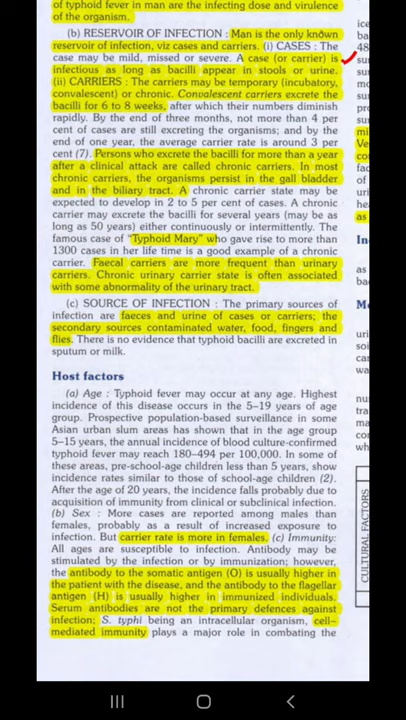 of typhoid fever in man are the infecting dose and virulence
of the organism.
(b) RESERVOIR OF INFECTION : Man is the only known
reservoir of infection, viz cases and carriers. (i) CASES : The
case may be mild, missed or severe. A case (or carrier) is
infectious as long as bacilli appear in stools or urine.
(ii) CARRIERS : The carriers may be temporary (incubatory,
convalescent) or chronic. Convalescent carriers excrete the
bacilli for 6 to 8 weeks, after which their numbers diminish
rapidly. By the end of three months, not more than 4 per
cent of cases are still excreting the organisms; and by the
end of one year, the average carrier rate is around 3 per
cent (7). Persons who excrete the bacilli for more than a year
after a clinical attack are called chronic carriers. In most
chronic carriers, the organisms persist in the gall bladder
and in the biliary tract. A chronic carrier state may be
expected to develop in 2 to 5 per cent of cases. A chronic
carrier may excrete the bacilli for several years (may be as
long as 50 years) either continuously or intermittently. The
famous case of "Typhoid Mary" who gave rise to more than
1300 cases in her life time is a good example of a chronic
carrier. Faecal carriers are more frequent than urinary
carriers. Chronic urinary carrier state is often associated
with some abnormality of the urinary tract.
(c) SOURCE OF INFECTION : The primary sources of
infection are faeces and urine of cases or carriers; the
secondary sources contaminated water, food, fingers and
flies. There is no evidence that typhoid bacilli are excreted in
sputum or milk.
Host factors
(a) Age : Typhoid fever may occur at any age. Highest
incidence of this disease occurs in the 5–19 years of age
group. Prospective population-based surveillance in some
Asian urban slum areas has shown that in the age group
5–15 years, the annual incidence of blood culture-confirmed
typhoid fever may reach 180–494 per 100,000. In some of
these areas, pre-school-age children less than 5 years, show
incidence rates similar to those of school-age children (2).
After the age of 20 years, the incidence falls probably due to
acquisition of immunity from clinical or subclinical infection.
(b) Sex : More cases are reported among males than
females, probably as a result of increased exposure to
infection. But carrier rate is more in females. (c) Immunity:
All ages are susceptible to infection. Antibody may be
stimulated by the infection or by immunization; however,
the antibody to the somatic antigen (O) is usually higher in
the patient with the disease, and the antibody to the flagellar
antigen (H) is usually higher in immunized individuals.
Serum antibodies are not the primary defences against
infection; S. typhi being an intracellular organism, cell-
mediated immunity plays a major role in combating the
CULTURAL FACTORS